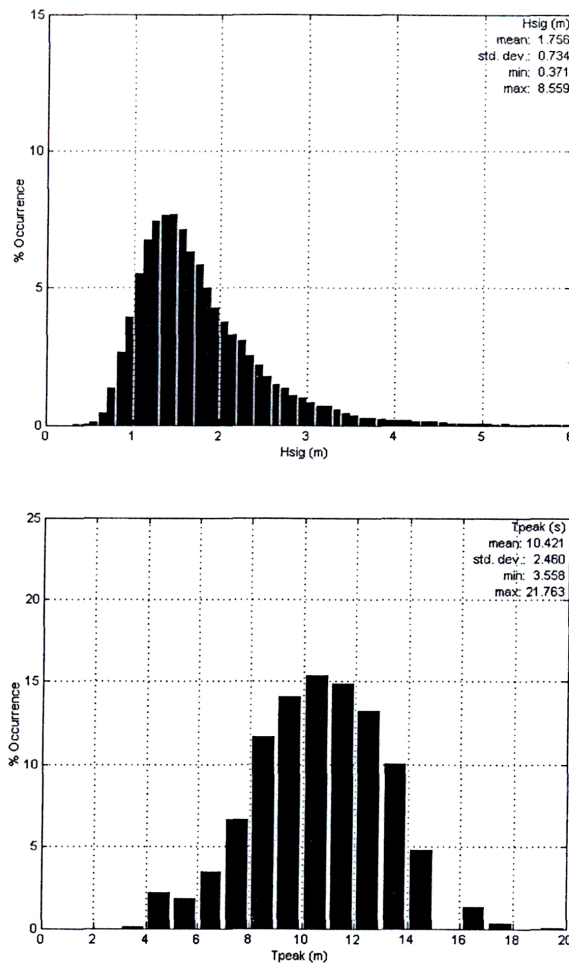 15
10
5
0
% Occurrence
Hsig (m)
mean: 1.756
std. dev.: 0.734
min: 0.371
max: 8.559
0 1 2 3 4 5 6
Hsig (m)
25
20
15
10
5
0
% Occurrence
Tpeak (s)
mean: 10.421
std. dev.: 2.460
min: 3.558
max: 21.763
0 2 4 6 8 10 12 14 16 18 20
Tpeak (m)